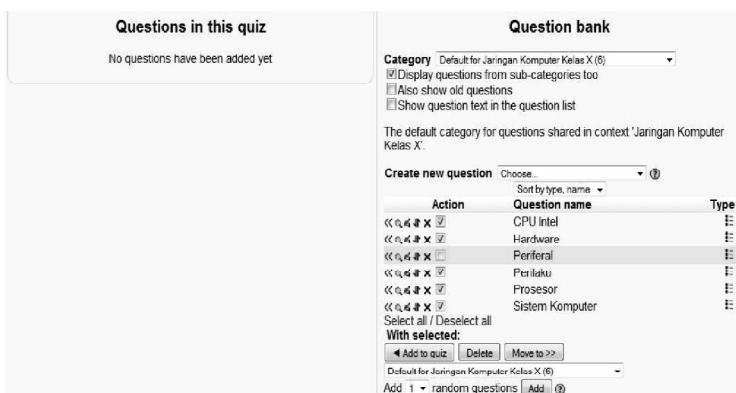 Questions in this quiz
No questions have been added yet
Question bank
Category Default for Jaringan Komputer Kelas X (6)
Display questions from sub-categories too
Also show old questions
Show question text in the question list
The default category for questions shared in context 'Jaringan Komputer
Kelas X'.
Create new question Choose...
Sort by type, name
Action Question name Type
CPU Intel
Hardware
Periferal
Perilaku
Prosesor
Sistem Komputer
Select all / Deselect all
With selected:
Add to quiz Delete Move to >>
Default for Jaringan Komputer Kelas X (6)
Add 1 random questions Add